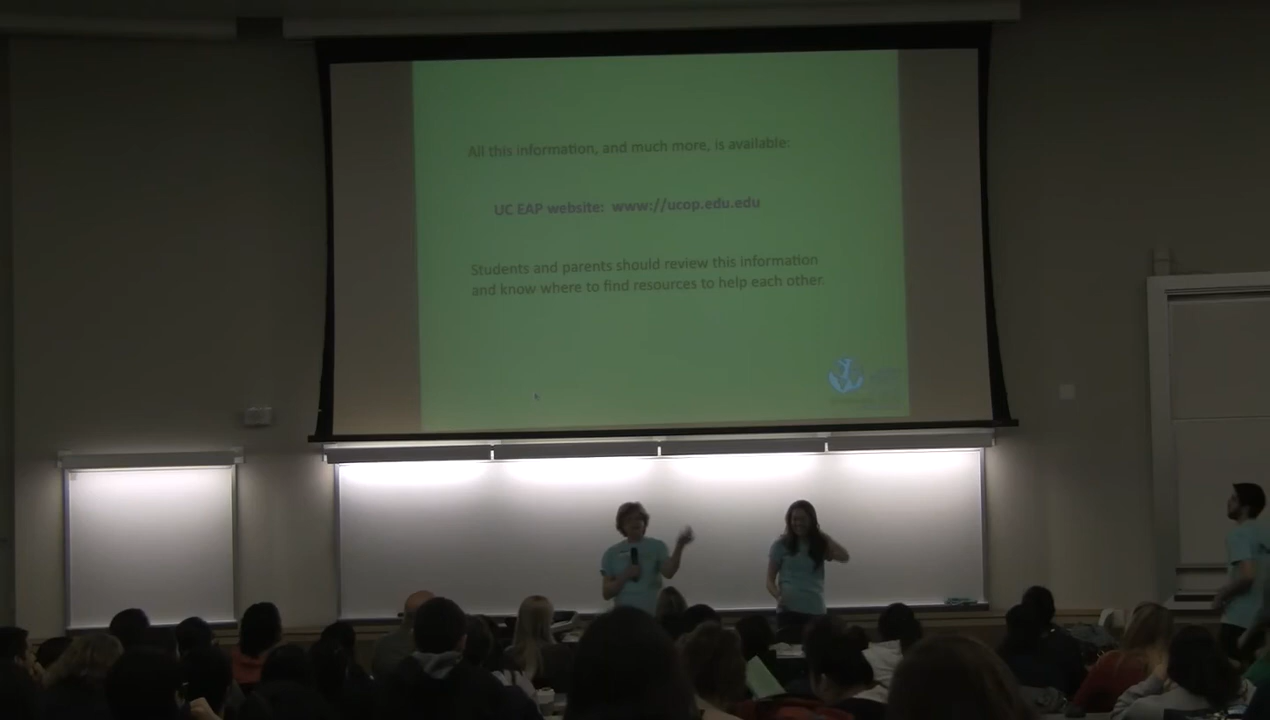 All this information, and much more, is available:
UC EAP website: www://ucop.edu.edu
Students and parents should review this information
and know where to find resources to help each other.